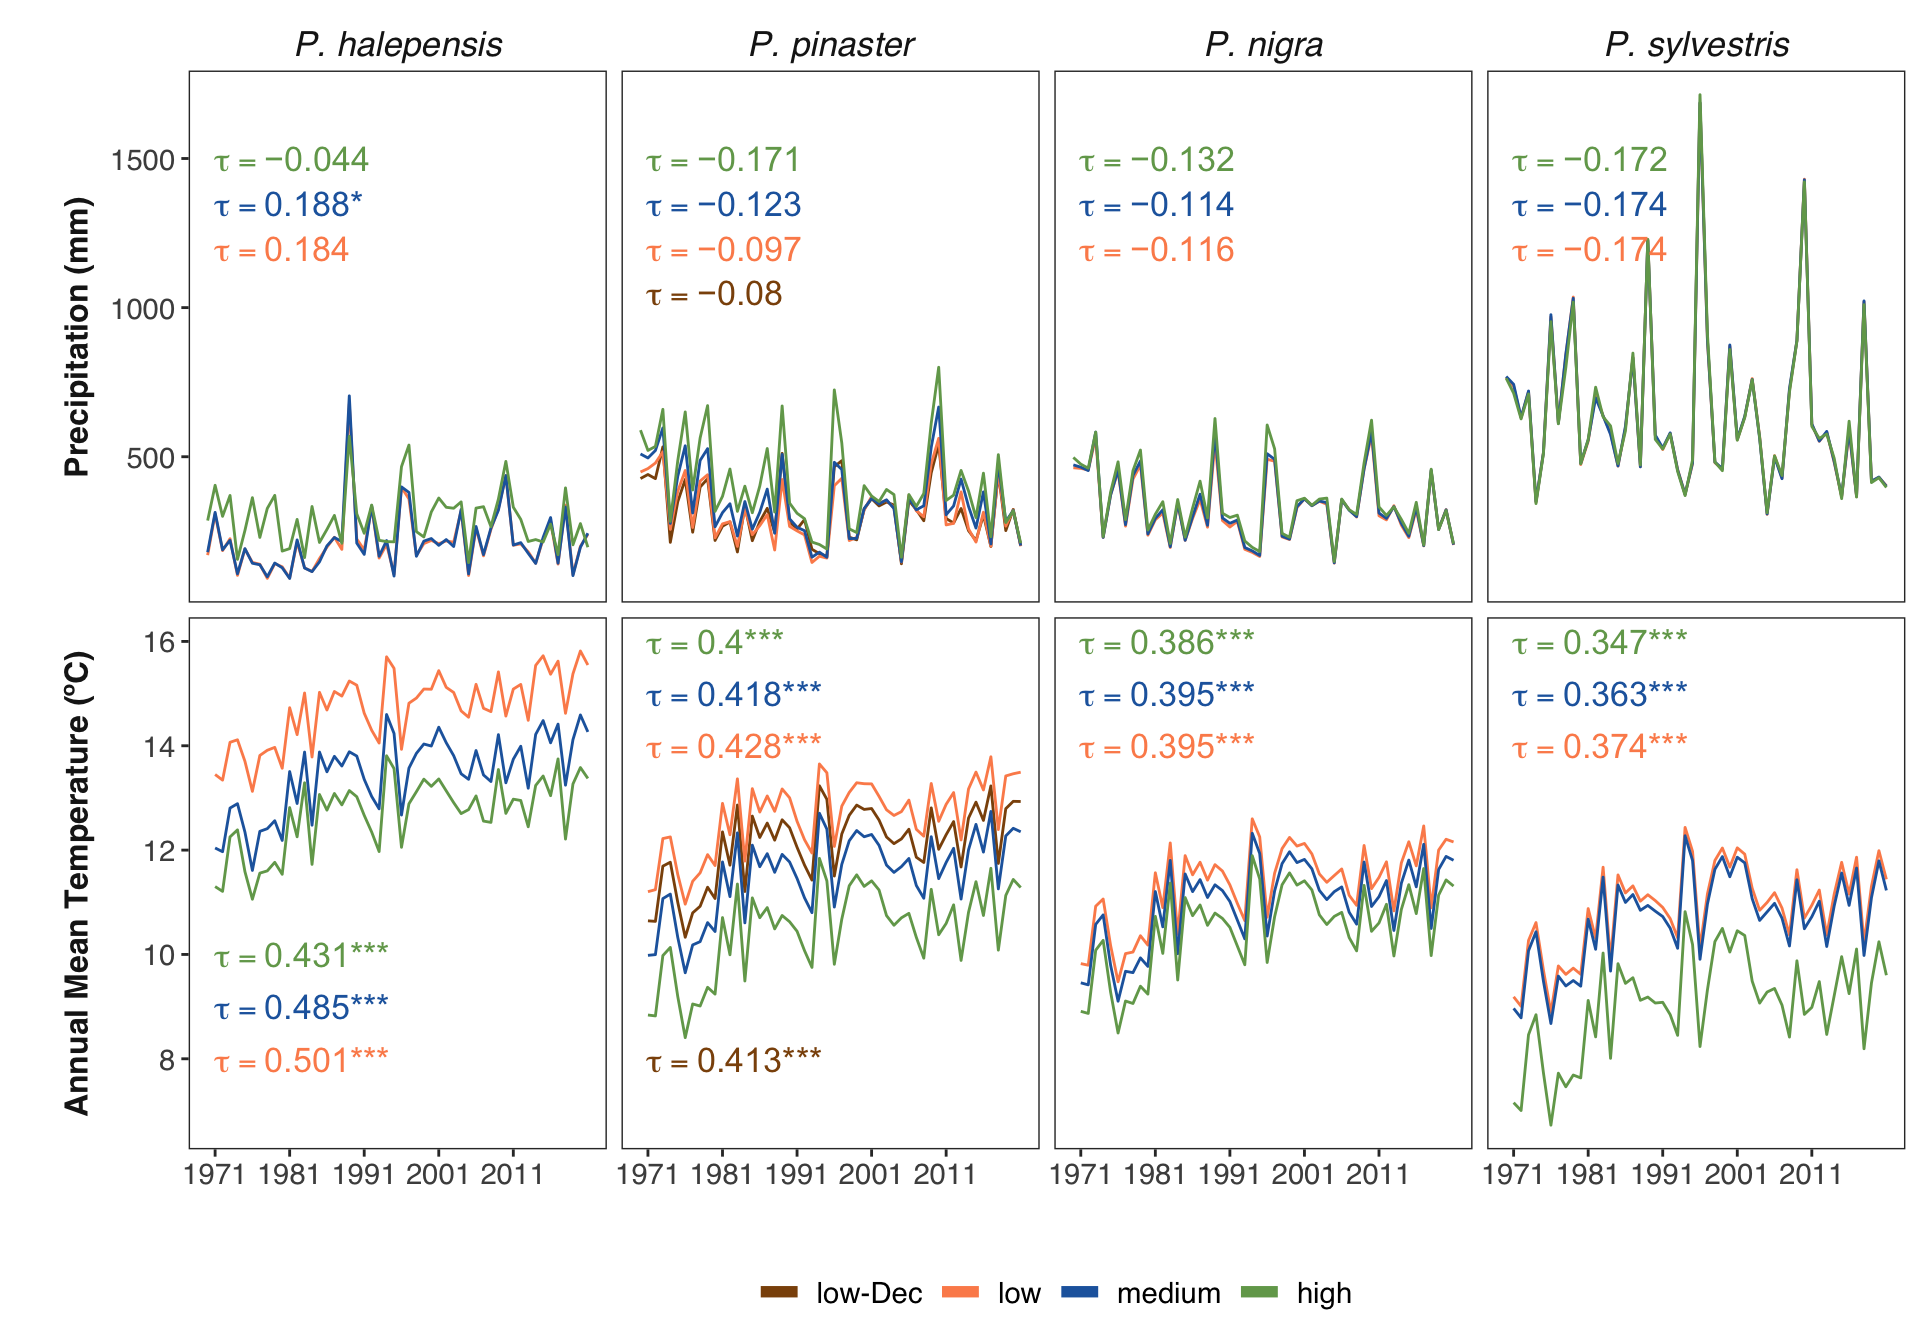 P. halepensis P. pinaster P. nigra P. sylvestris
Precipitation (mm)
1500
1000
500
τ = −0.044
τ = 0.188*
τ = 0.184
τ = −0.171
τ = −0.123
τ = −0.097
τ = −0.08
τ = −0.132
τ = −0.114
τ = −0.116
τ = −0.172
τ = −0.174
τ = −0.174
Annual Mean Temperature (ºC)
16
14
12
10
8
τ = 0.431***
τ = 0.485***
τ = 0.501***
τ = 0.4***
τ = 0.418***
τ = 0.428***
τ = 0.413***
τ = 0.386***
τ = 0.395***
τ = 0.395***
τ = 0.347***
τ = 0.363***
τ = 0.374***
1971 1981 1991 2001 2011 1971 1981 1991 2001 2011 1971 1981 1991 2001 2011 1971 1981 1991 2001 2011
low-Dec low medium high